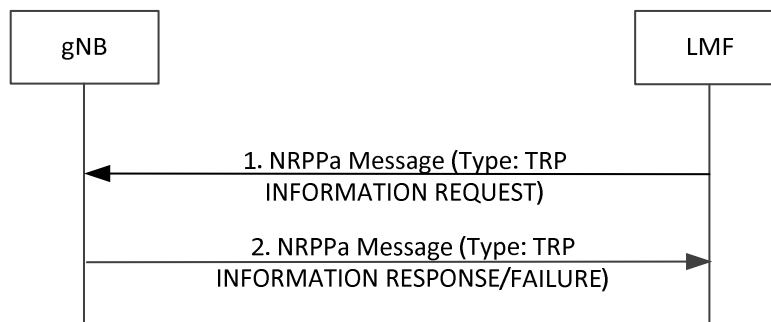 gNB
LMF
1. NRPPa Message (Type: TRP
INFORMATION REQUEST)
2. NRPPa Message (Type: TRP
INFORMATION RESPONSE/FAILURE)